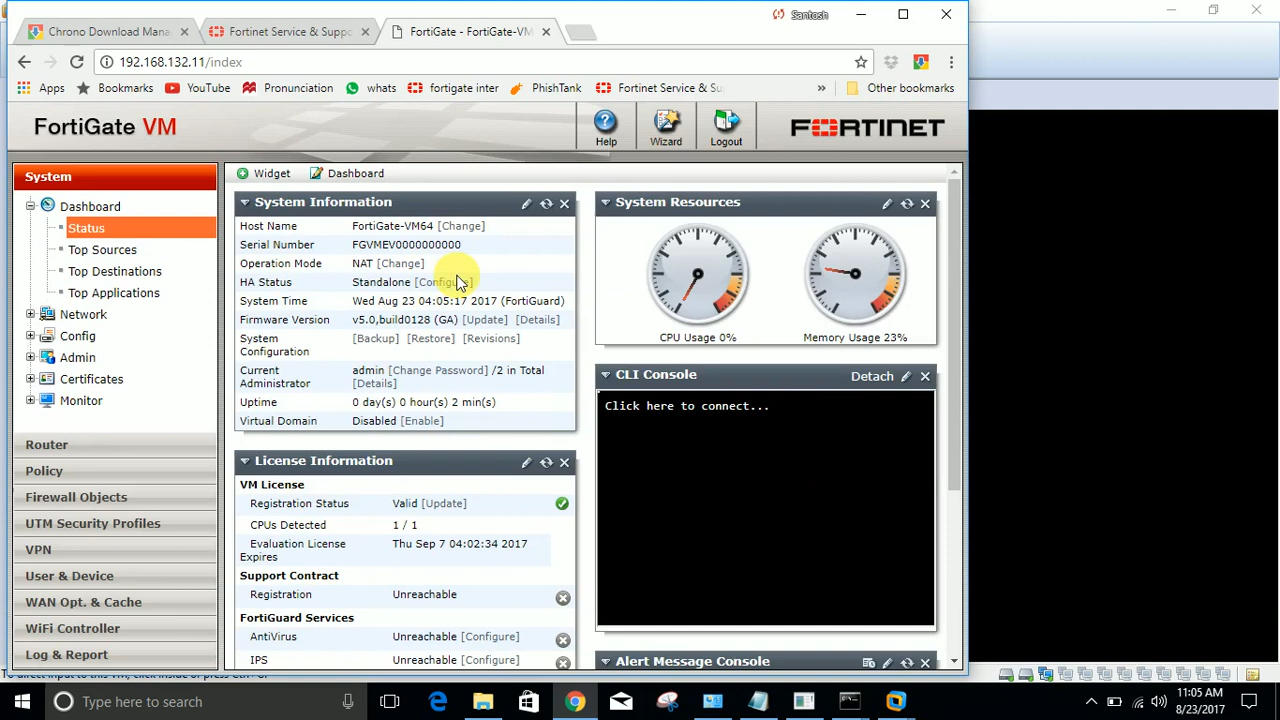 Santosh
Chrono Download Mana
Fortinet Service & Suppo
FortiGate - FortiGate-VM
192.168.132.11/index
Apps
Bookmarks
YouTube
Pronunciation
whats
fortigate inter
PhishTank
Fortinet Service & Su
»
Other bookmarks
FortiGate VM
Help
Wizard
Logout
FORTINET
System
Dashboard
Status
Top Sources
Top Destinations
Top Applications
Network
Config
Admin
Certificates
Monitor
Router
Policy
Firewall Objects
UTM Security Profiles
VPN
User & Device
WAN Opt. & Cache
WiFi Controller
Log & Report
Widget
Dashboard
System Information
Host Name FortiGate-VM64 [Change]
Serial Number FGVMEV0000000000
Operation Mode NAT [Change]
HA Status Standalone [Configure]
System Time Wed Aug 23 04:05:17 2017 (FortiGuard)
Firmware Version v5.0,build0128 (GA) [Update] [Details]
System Configuration [Backup] [Restore] [Revisions]
Current Administrator admin [Change Password] /2 in Total
[Details]
Uptime 0 day(s) 0 hour(s) 2 min(s)
Virtual Domain Disabled [Enable]
License Information
VM License
Registration Status Valid [Update]
CPUs Detected 1 / 1
Evaluation License Expires Thu Sep 7 04:02:34 2017
Support Contract
Registration Unreachable
FortiGuard Services
AntiVirus Unreachable [Configure]
IPS Unreachable [Configure]
System Resources
CPU Usage 0%
Memory Usage 23%
CLI Console
Detach
Click here to connect...
Alert Message Console
Type here to search
11:05 AM
8/23/2017